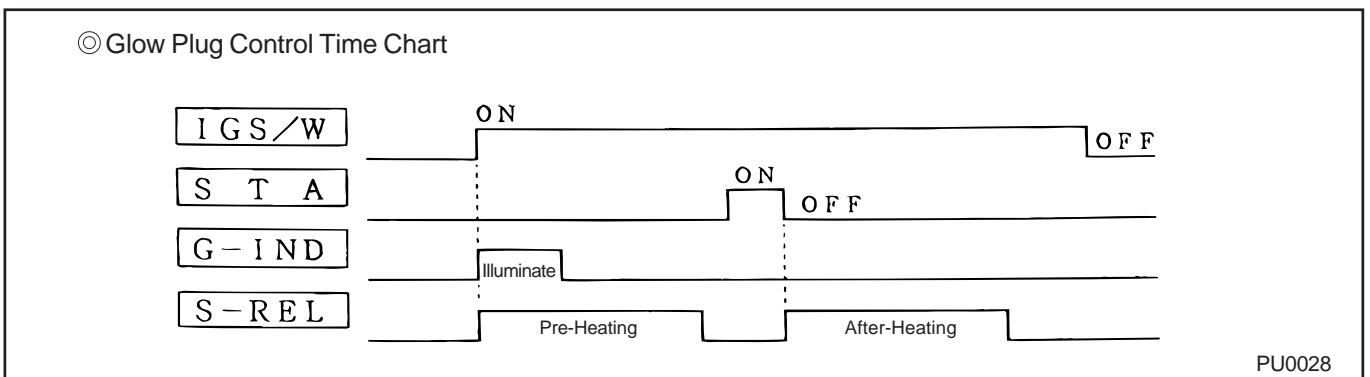 ◎ Glow Plug Control Time Chart
IGS/W
ON
OFF
STA
ON
OFF
G-IND
Illuminate
S-REL
Pre-Heating
After-Heating
PU0028